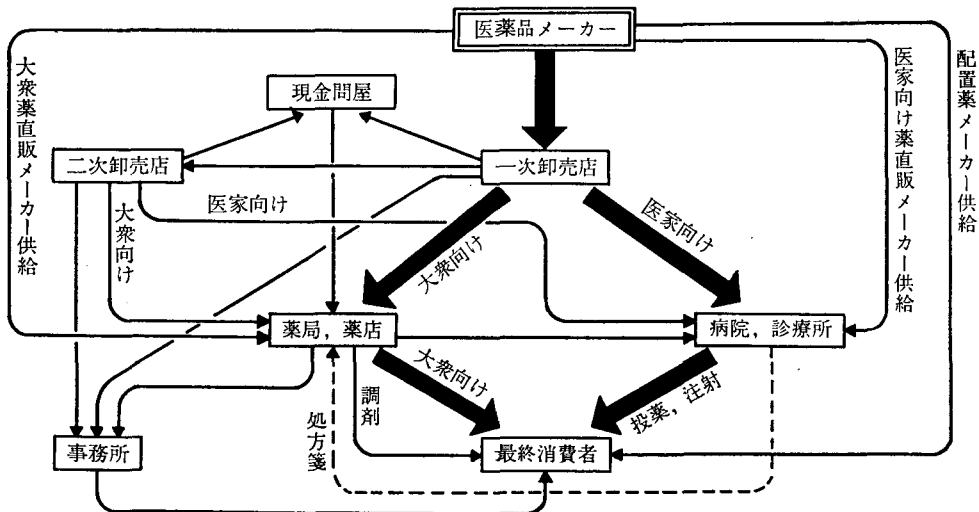 医薬品メーカー
現金問屋
二次卸売店
一次卸売店
大衆薬直販メーカー供給
医家向け薬直販メーカー供給
配置薬メーカー供給
大衆向け
医家向け
大衆向け
医家向け
薬局，薬店
病院，診療所
処方箋
調剤
大衆向け
投薬，注射
事務所
最終消費者